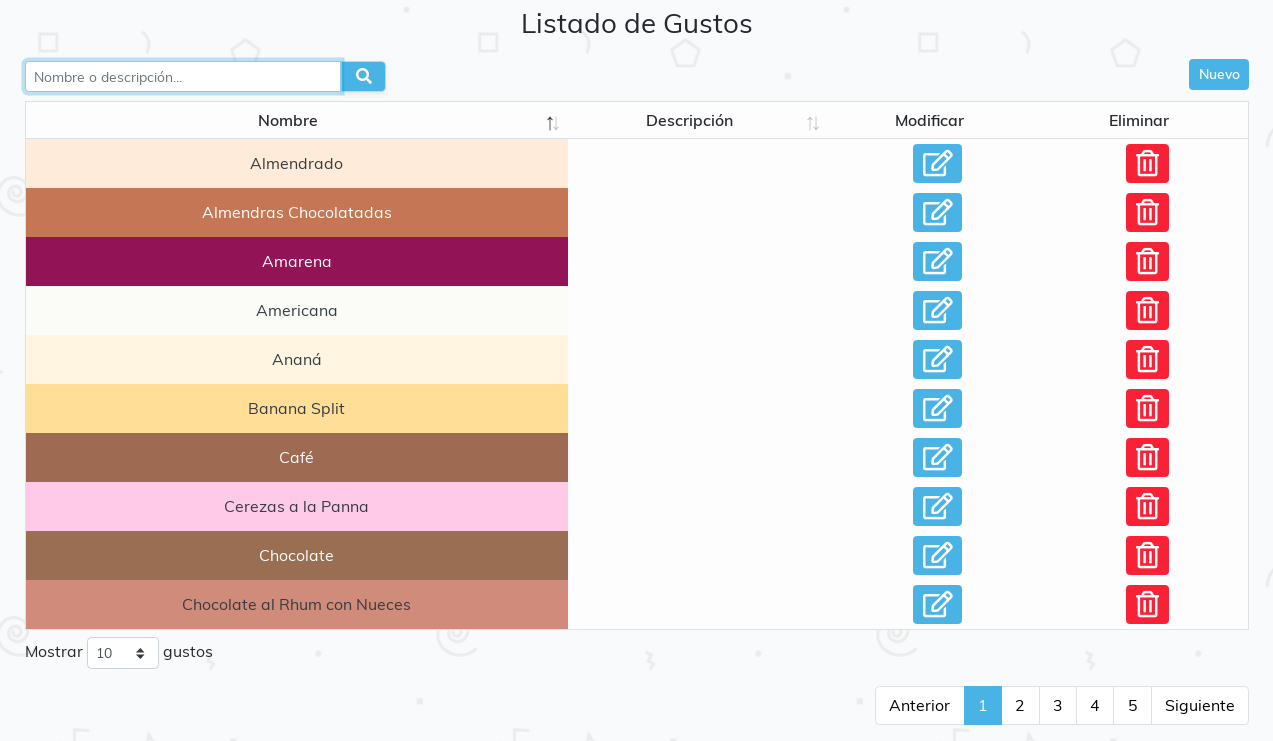 Listado de Gustos
Nombre o descripción...
Nuevo
Nombre Descripción Modificar Eliminar
Almendrado
Almendras Chocolatadas
Amarena
Americana
Ananá
Banana Split
Café
Cerezas a la Panna
Chocolate
Chocolate al Rhum con Nueces
Mostrar 10 gustos
Anterior 1 2 3 4 5 Siguiente